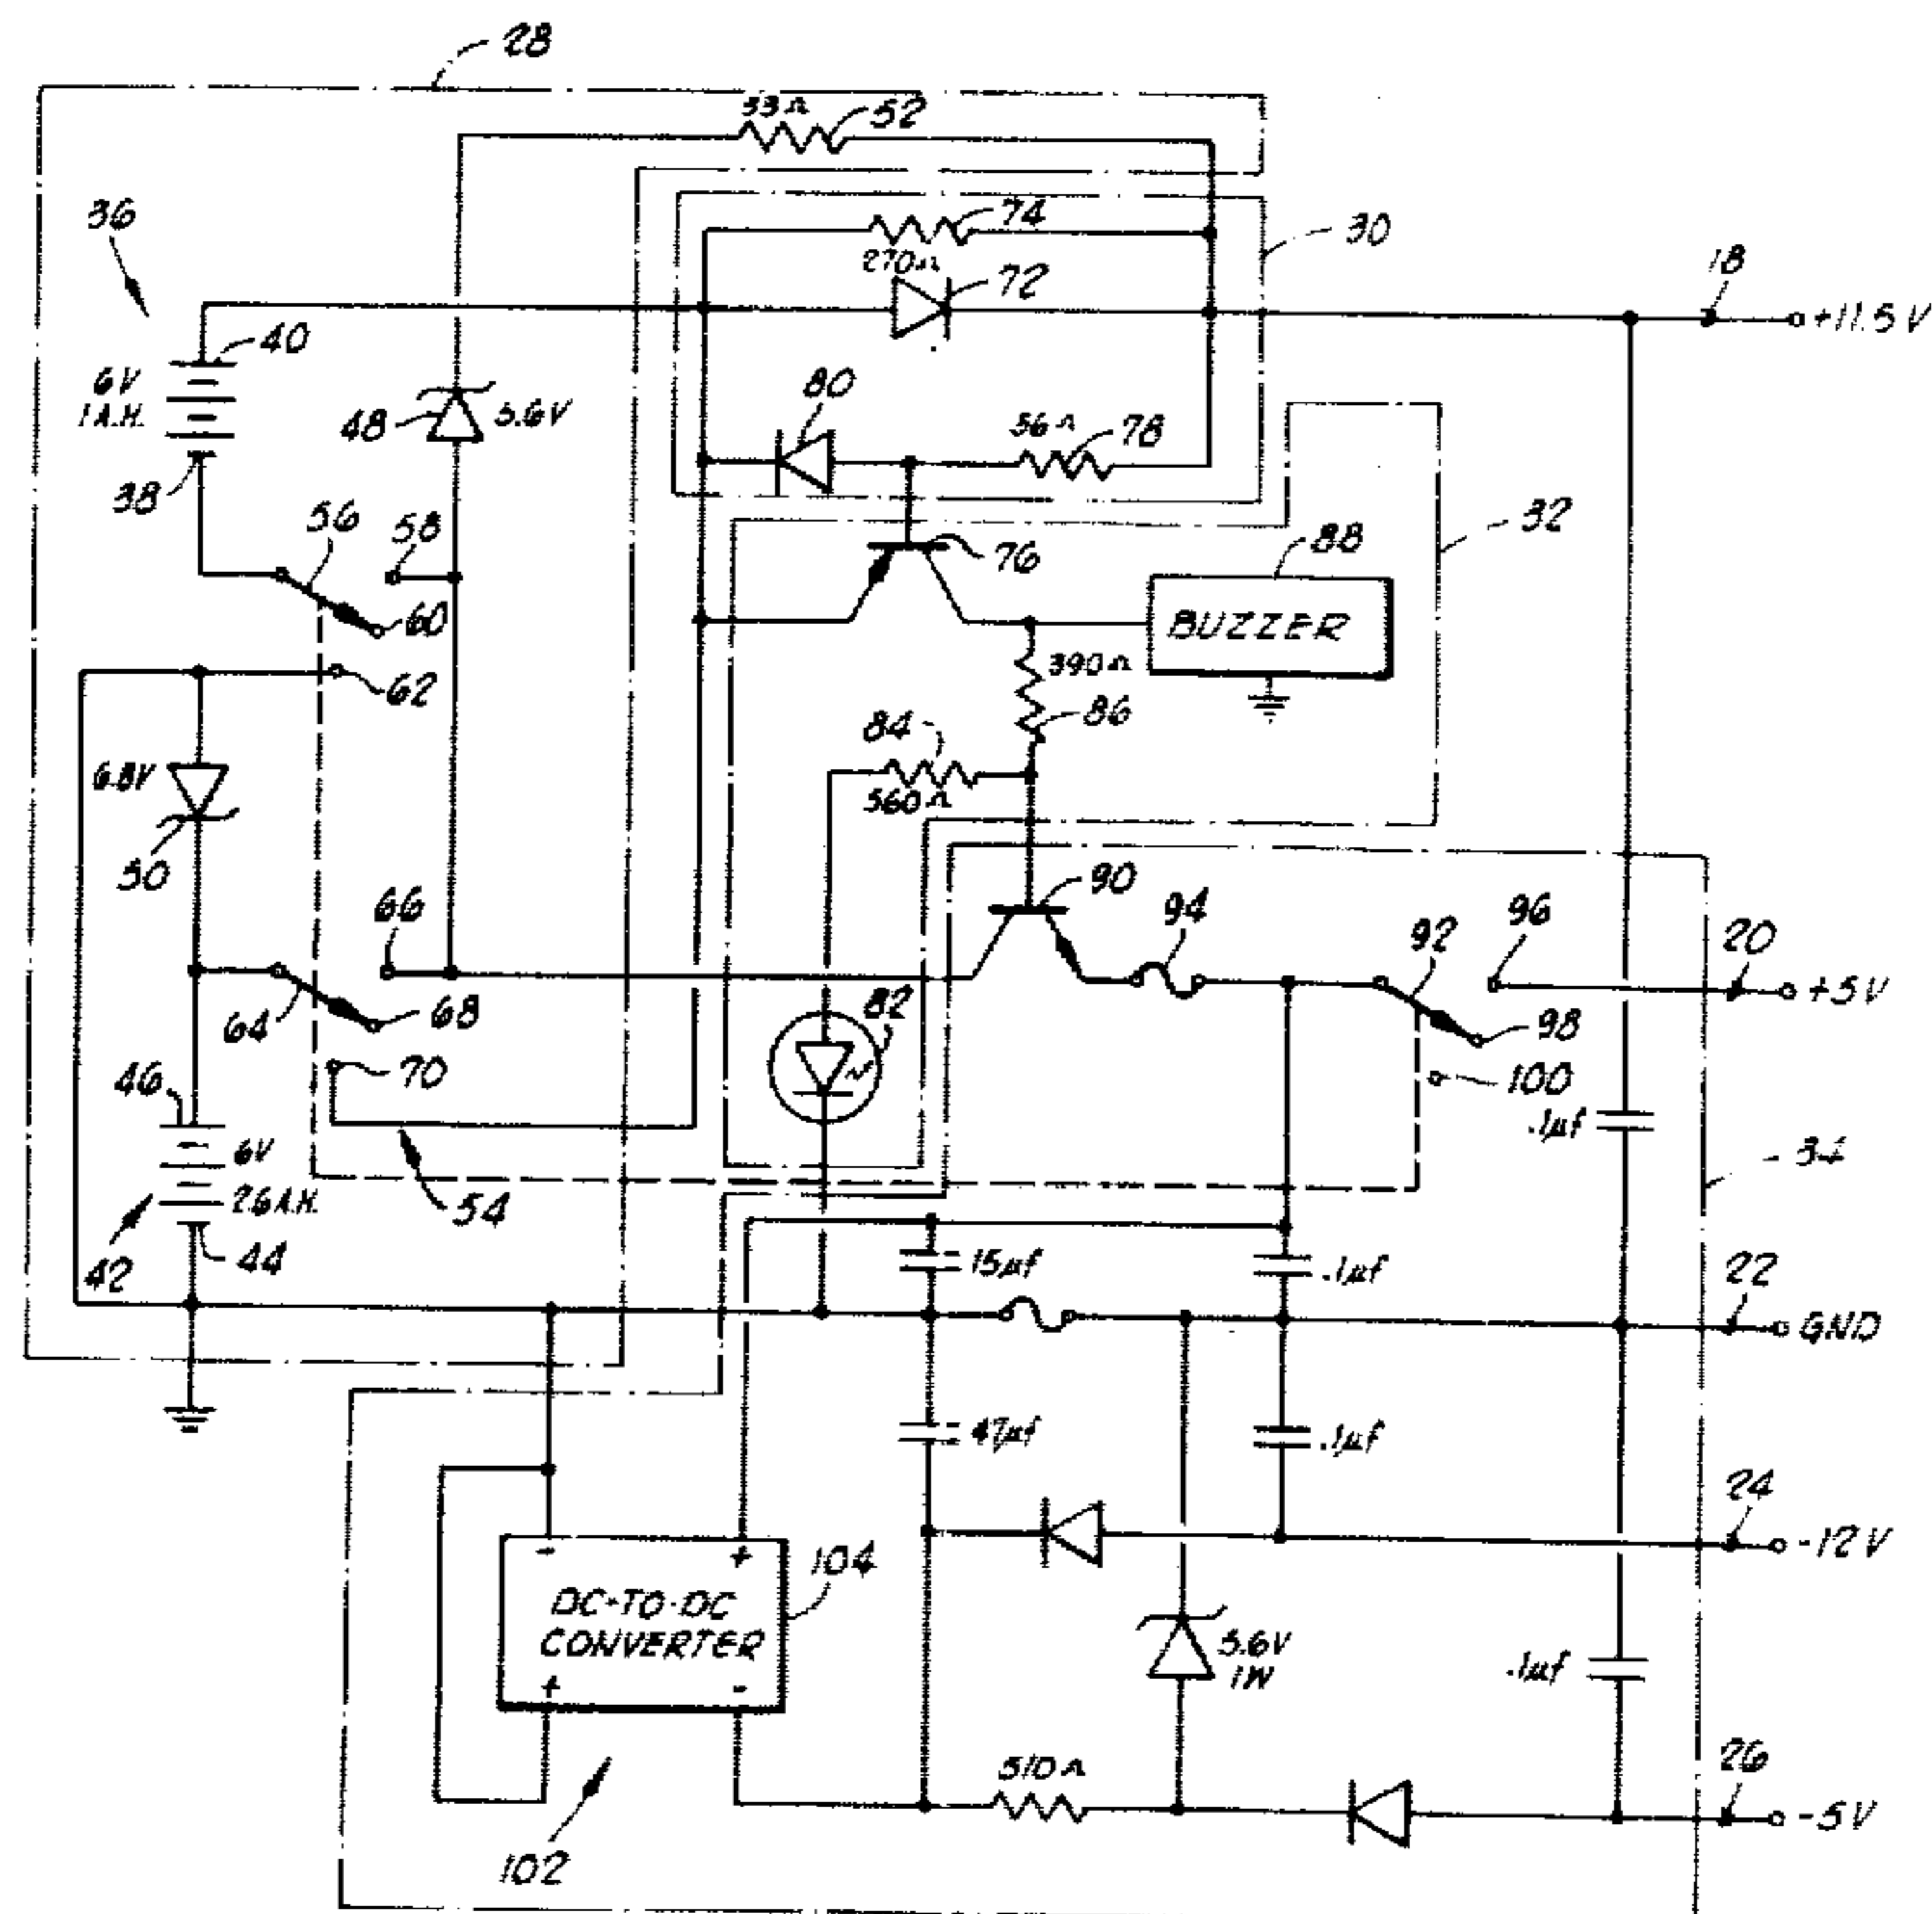 28
33Ω
52
36
74
30
270Ω
72
18
+11.5V
40
6V
1 A.H.
80
48
5.6V
56Ω
78
38
56
58
32
88
76
60
BUZZER
62
390Ω
86
84
6.8V
560Ω
50
90
66
94
92
96
20
+5V
82
64
68
98
46
70
100
.1µf
6V
34
2.6 A.H.
54
42
44
15µf
.1µf
22
GND
47µf
.1µf
24
-12V
-
+
104
DC-TO-DC
CONVERTER
5.6V
1W
.1µf
+
-
510Ω
26
-5V
102